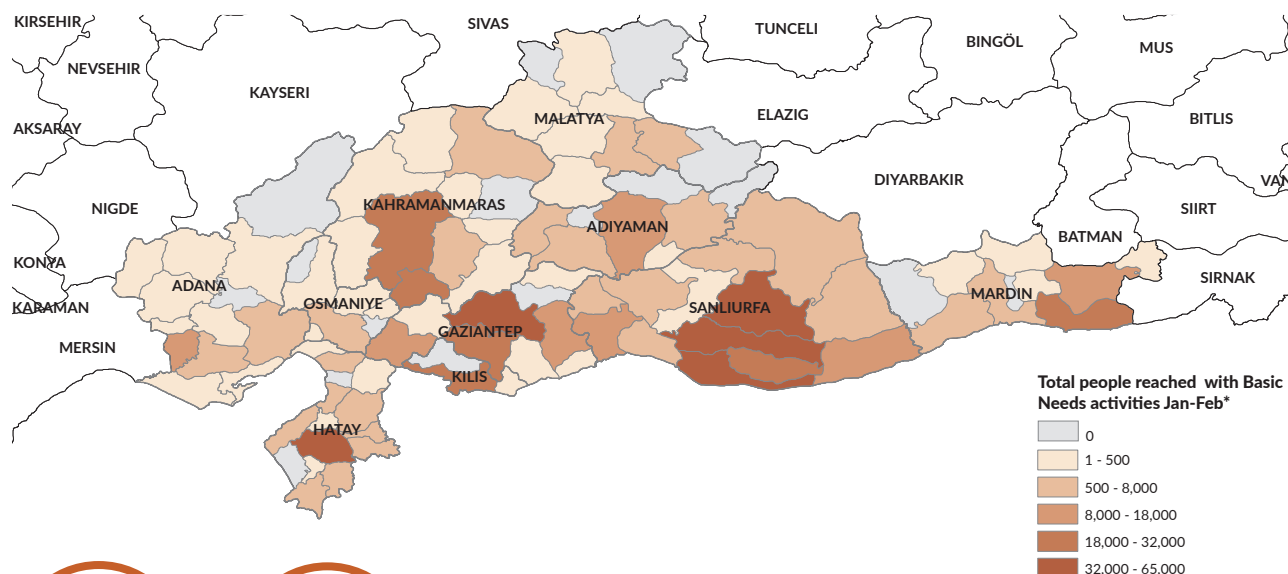 KIRSEHIR
SIVAS
TUNCELI
BINGÖL
MUS
NEVSEHIR
KAYSERI
AKSARAY
MALATYA
ELAZIG
BITLIS
NIGDE
KAHRAMANMARAS
DIYARBAKIR
VAN
SIIRT
ADIYAMAN
BATMAN
KONYA
SIRNAK
ADANA
MARDIN
KARAMAN
OSMANIYE
SANLIURFA
GAZIANTEP
MERSIN
KILIS
HATAY
Total people reached with Basic
Needs activities Jan-Feb*
0
1 - 500
500 - 8,000
8,000 - 18,000
18,000 - 32,000
32,000 - 65,000